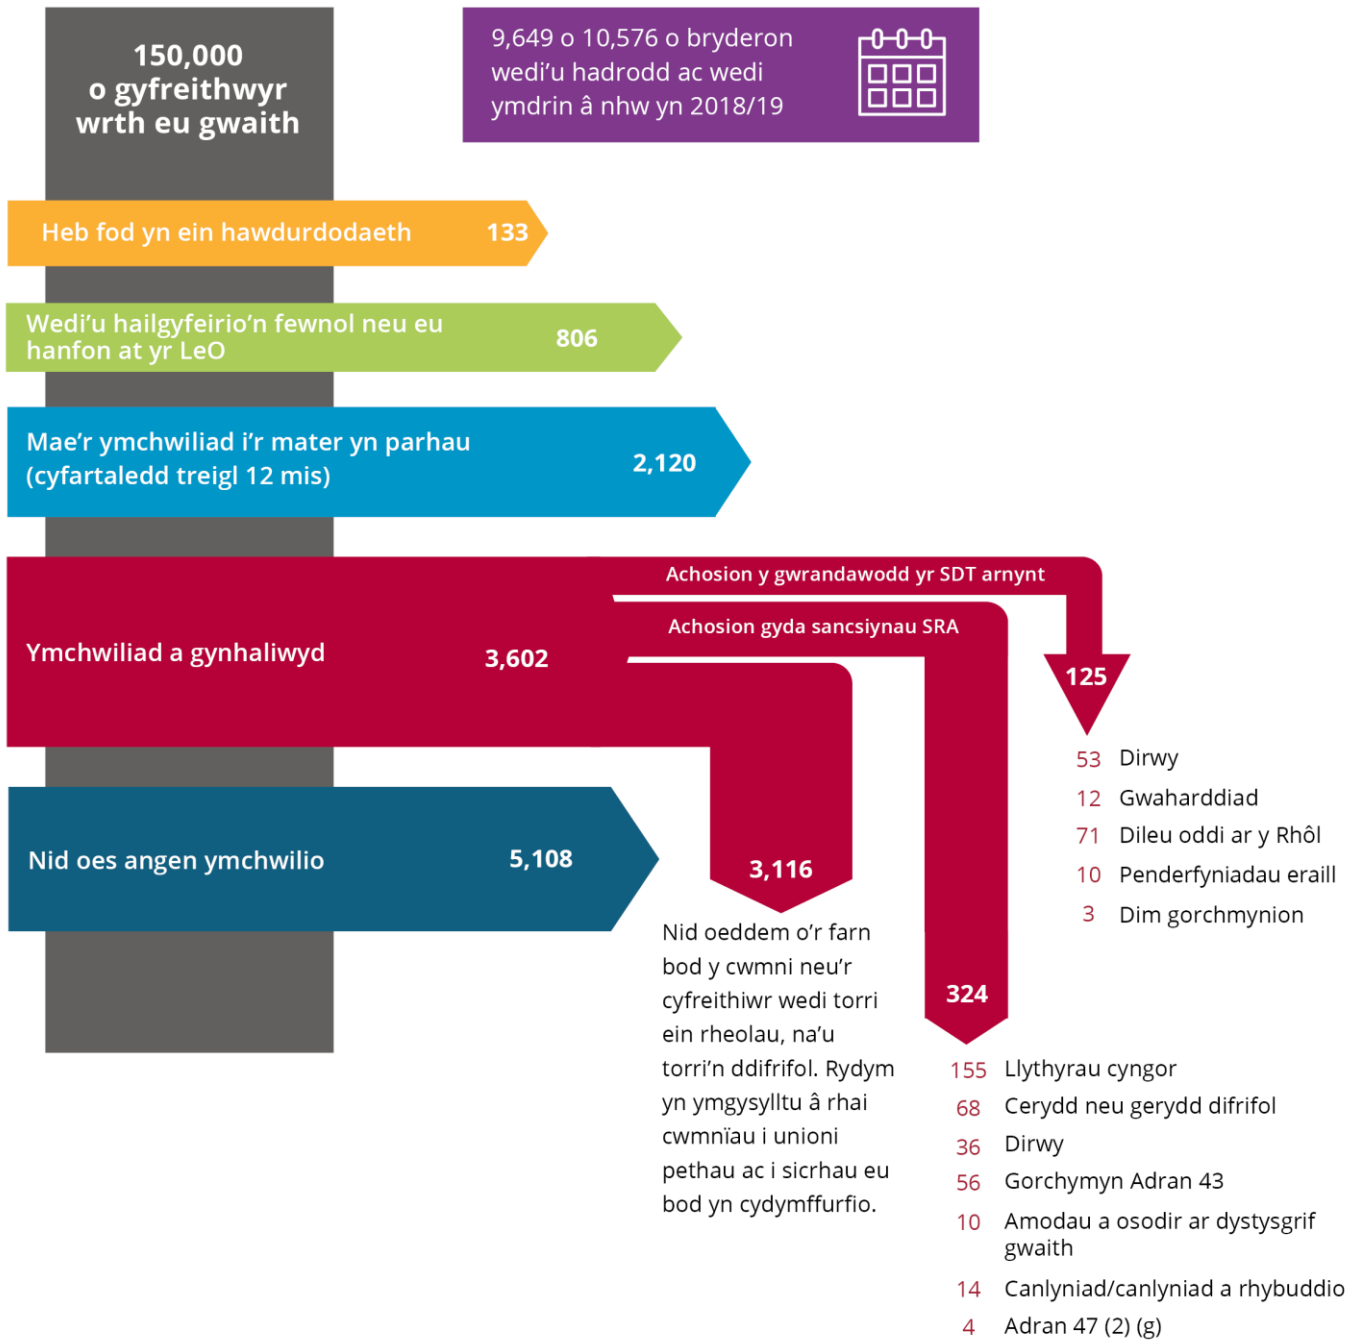 150,000
o gyfreithwyr
wrth eu gwaith
9,649 o 10,576 o bryderon
wedi’u hadrodd ac wedi
ymdrin â nhw yn 2018/19
Heb fod yn ein hawdurdodaeth 133
Wedi’u hailgyfeirio’n fewnol neu eu
hanfon at yr LeO
806
Mae’r ymchwiliad i’r mater yn parhau
(cyfartaledd treigl 12 mis)
2,120
Ymchwiliad a gynhaliwyd 3,602
Achosion y gwrandawodd yr SDT arnynt
125
53 Dirwy
12 Gwaharddiad
71 Dileu oddi ar y Rhôl
10 Penderfyniadau eraill
3 Dim gorchmynion
Achosion gyda sancsiynau SRA
324
155 Llythyrau cyngor
68 Cerydd neu gerydd difrifol
36 Dirwy
56 Gorchymyn Adran 43
10 Amodau a osodir ar dystysgrif
gwaith
14 Canlyniad/canlyniad a rhybuddio
4 Adran 47 (2) (g)
3,116
Nid oeddem o’r farn
bod y cwmni neu’r
cyfreithiwr wedi torri
ein rheolau, na’u
torri’n ddifrifol. Rydym
yn ymgysylltu â rhai
cwmnïau i unioni
pethau ac i sicrhau eu
bod yn cydymffurfio.
Nid oes angen ymchwilio 5,108